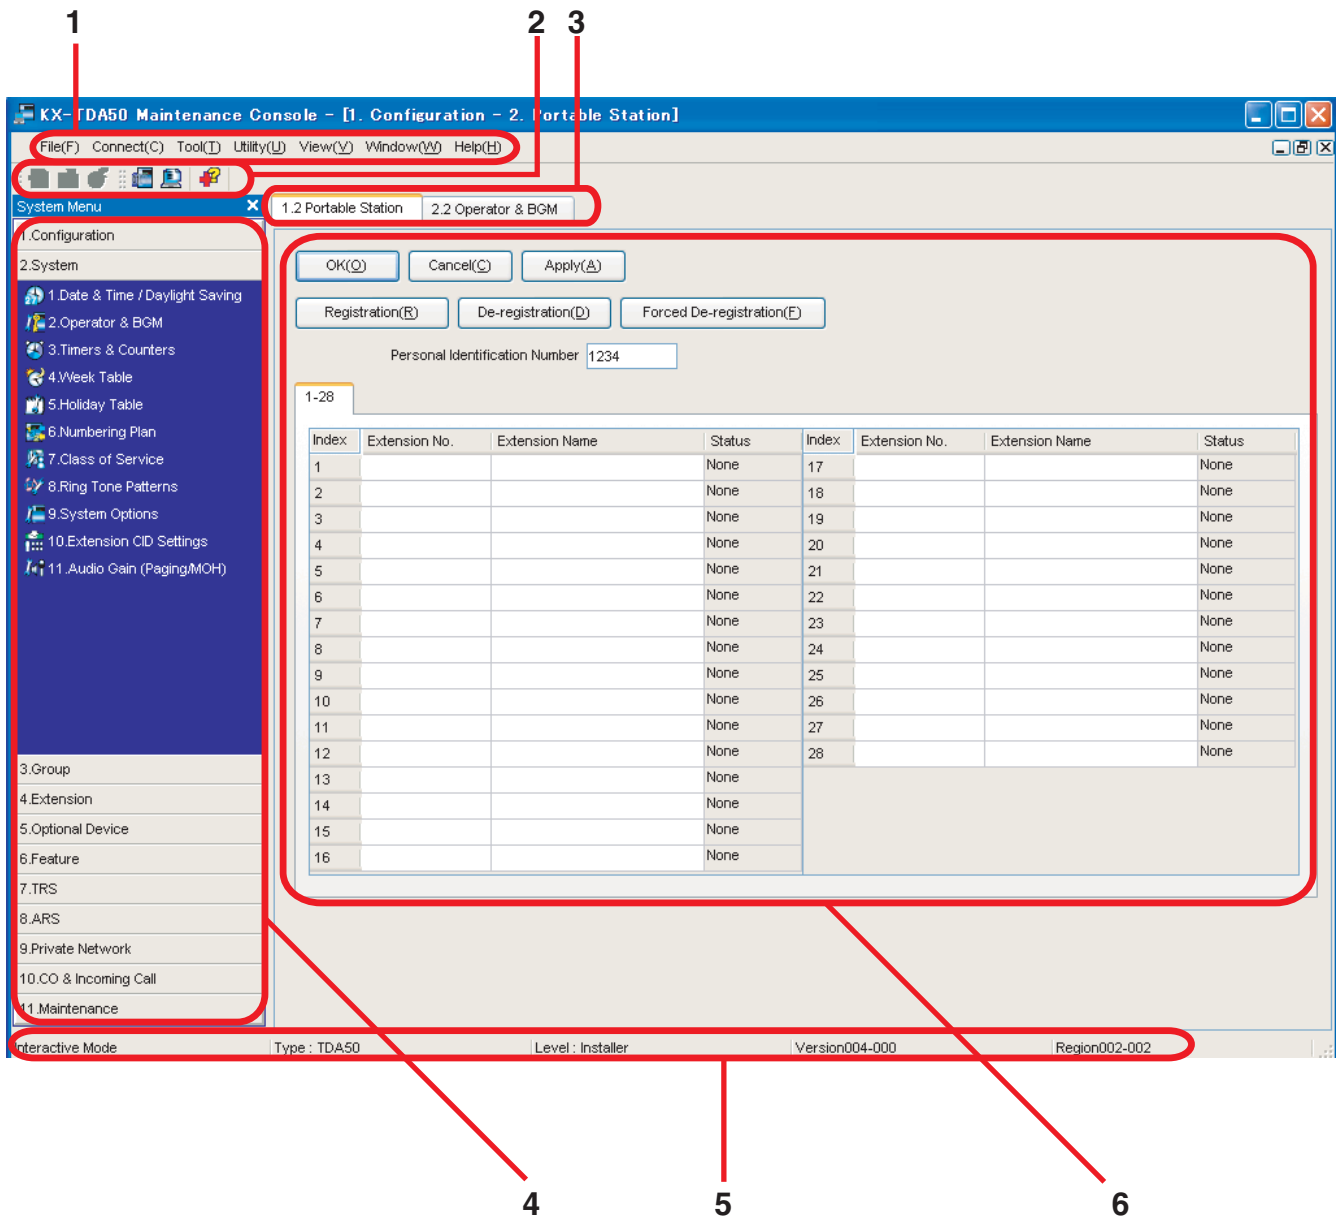 1 2 3
KX-TDA50 Maintenance Console - [1. Configuration - 2. Portable Station]
File(F) Connect(C) Tool(T) Utility(U) View(V) Window(W) Help(H)
System Menu
1.2 Portable Station 2.2 Operator & BGM
1.Configuration
2.System
1.Date & Time / Daylight Saving
2.Operator & BGM
3.Timers & Counters
4.Week Table
5.Holiday Table
6.Numbering Plan
7.Class of Service
8.Ring Tone Patterns
9.System Options
10.Extension CID Settings
11.Audio Gain (Paging/MOH)
3.Group
4.Extension
5.Optional Device
6.Feature
7.TRS
8.ARS
9.Private Network
10.CO & Incoming Call
11.Maintenance
OK(O) Cancel(C) Apply(A)
Registration(R) De-registration(D) Forced De-registration(F)
Personal Identification Number 1234
1-28
Index Extension No. Extension Name Status Index Extension No. Extension Name Status
1 None 17 None
2 None 18 None
3 None 19 None
4 None 20 None
5 None 21 None
6 None 22 None
7 None 23 None
8 None 24 None
9 None 25 None
10 None 26 None
11 None 27 None
12 None 28 None
13 None
14 None
15 None
16 None
Interactive Mode Type : TDA50 Level : Installer Version004-000 Region002-002
4 5 6